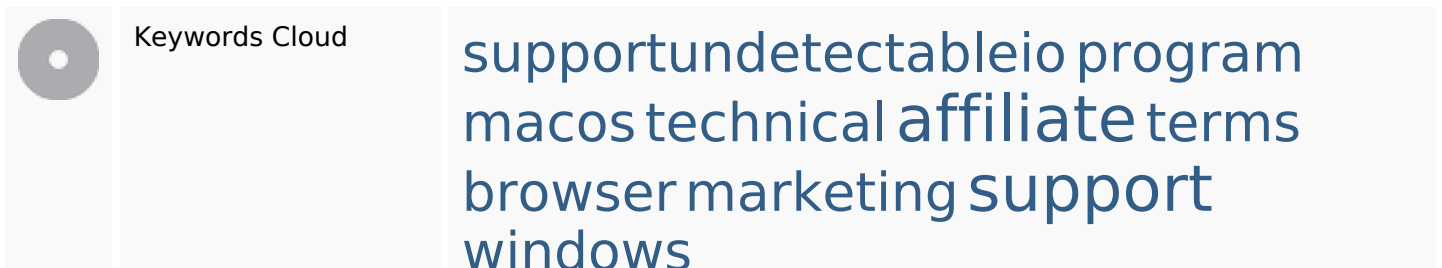 Keywords Cloud
supportundetectableio program
macos technical affiliate terms
browser marketing support
windows